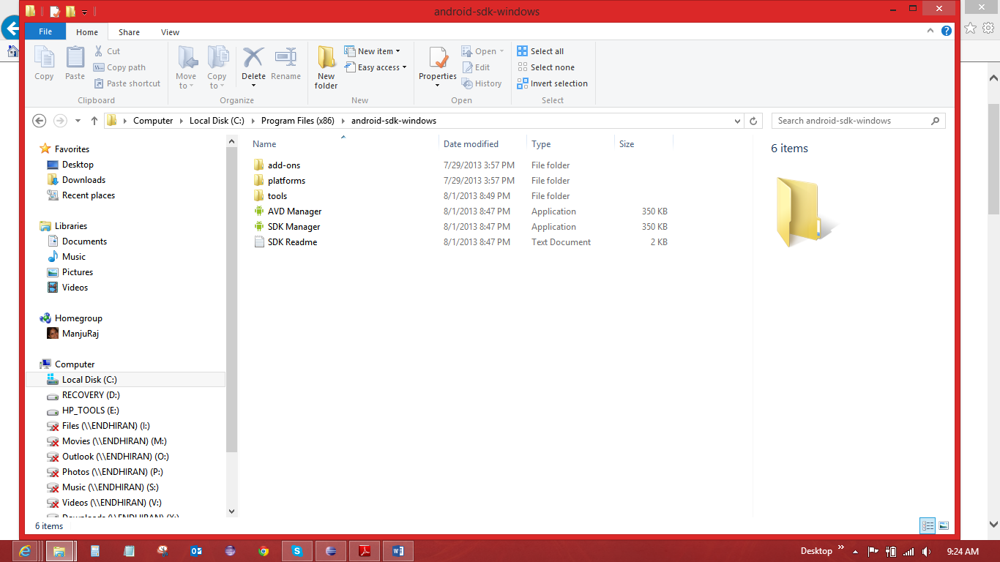 android-sdk-windows
File Home Share View
Copy
Paste
Cut
Copy path
Paste shortcut
Clipboard
Move to
Copy to
Delete
Rename
Organize
New folder
New item
Easy access
New
Properties
Open
Edit
History
Open
Select all
Select none
Invert selection
Select
Computer Local Disk (C:) Program Files (x86) android-sdk-windows
Search android-sdk-windows
Favorites
Desktop
Downloads
Recent places
Libraries
Documents
Music
Pictures
Videos
Homegroup
ManjuRaj
Computer
Local Disk (C:)
RECOVERY (D:)
HP_TOOLS (E:)
Files (\\ENDHIRAN) (I:)
Movies (\\ENDHIRAN) (M:)
Outlook (\\ENDHIRAN) (O:)
Photos (\\ENDHIRAN) (P:)
Music (\\ENDHIRAN) (S:)
Videos (\\ENDHIRAN) (V:)
Name Date modified Type Size
add-ons 7/29/2013 3:57 PM File folder
platforms 7/29/2013 3:57 PM File folder
tools 8/1/2013 8:49 PM File folder
AVD Manager 8/1/2013 8:47 PM Application 350 KB
SDK Manager 8/1/2013 8:47 PM Application 350 KB
SDK Readme 8/1/2013 8:47 PM Text Document 2 KB
6 items
6 items
Desktop 9:24 AM